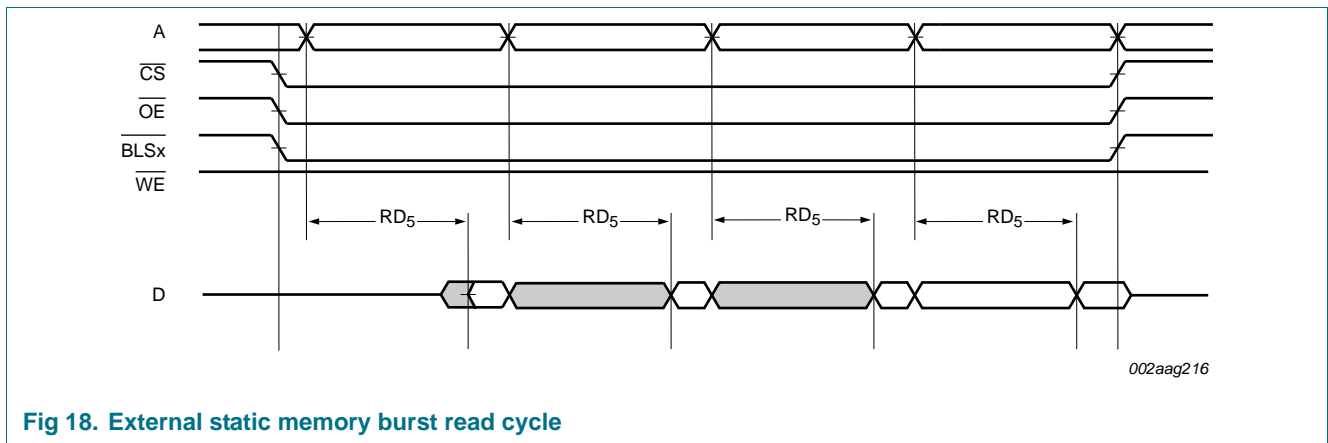 A
CS
OE
BLSx
WE
RD5 RD5 RD5 RD5
D
002aag216
Fig 18. External static memory burst read cycle